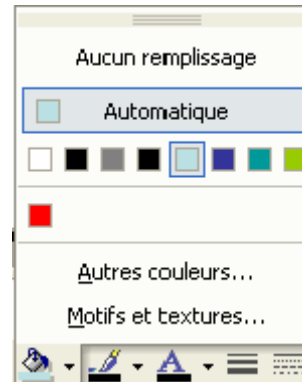 Aucun remplissage
Automatique
Autres couleurs...
Motifs et textures...
A